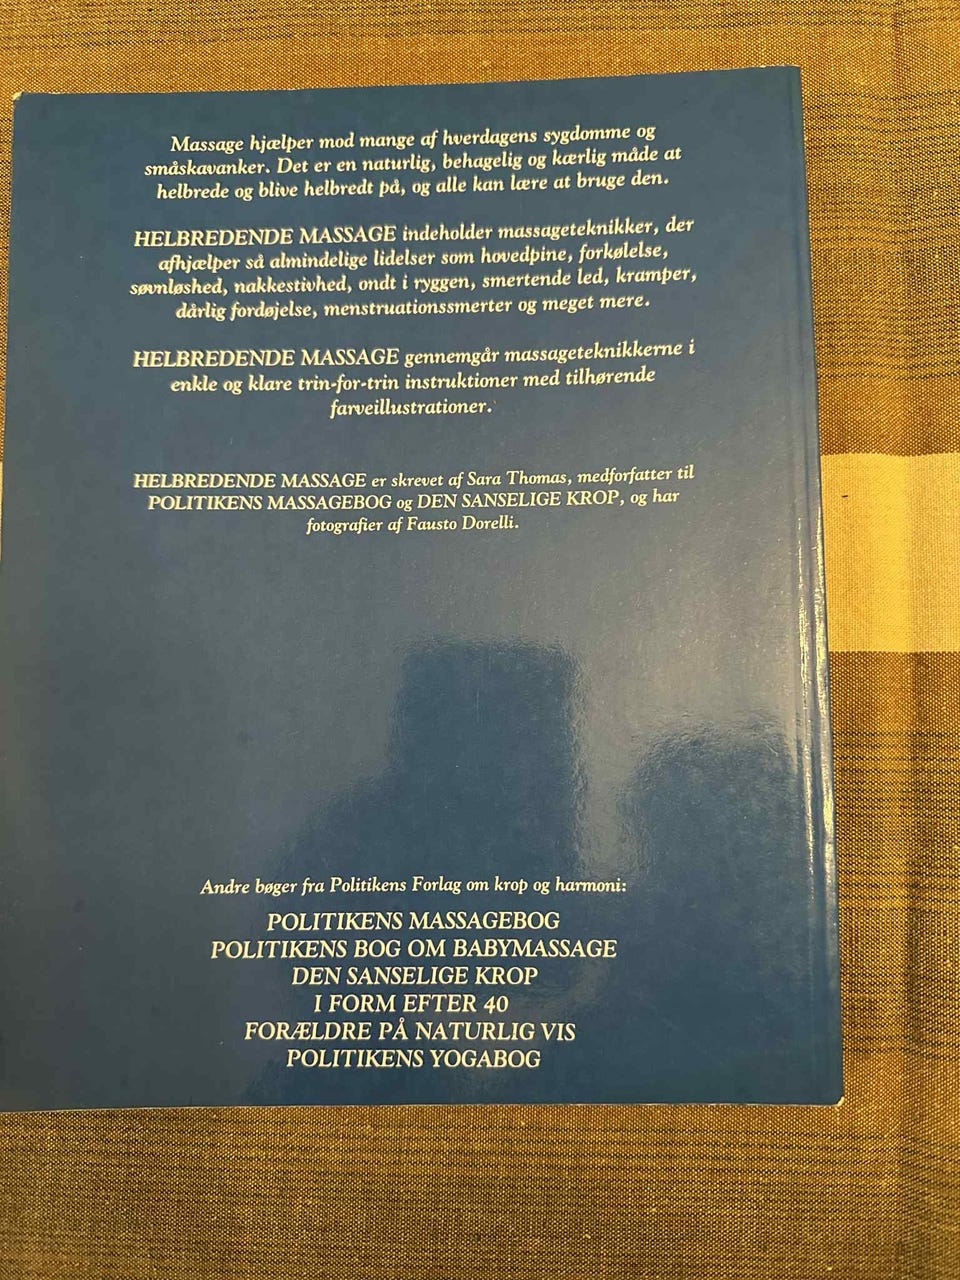 Massage hjælper mod mange af hverdagens sygdomme og
småskavanker. Det er en naturlig, behagelig og kærlig måde at
helbrede og blive helbredt på, og alle kan lære at bruge den.
HELBREDENDE MASSAGE indeholder massageteknikker, der
afhjælper så almindelige lidelser som hovedpine, forkølelse,
søvnløshed, nakkestivhed, ondt i ryggen, smertende led, kramper,
dårlig fordøjelse, menstruationssmerter og meget mere.
HELBREDENDE MASSAGE gennemgår massageteknikkerne i
enkle og klare trin-for-trin instruktioner med tilhørende
farveillustrationer.
HELBREDENDE MASSAGE er skrevet af Sara Thomas, medforfatter til
POLITIKENS MASSAGEBOG og DEN SANSELIGE KROP, og har
fotografier af Fausto Dorelli.
Andre bøger fra Politikens Forlag om krop og harmoni:
POLITIKENS MASSAGEBOG
POLITIKENS BOG OM BABYMASSAGE
DEN SANSELIGE KROP
I FORM EFTER 40
FORÆLDRE PÅ NATURLIG VIS
POLITIKENS YOGABOG